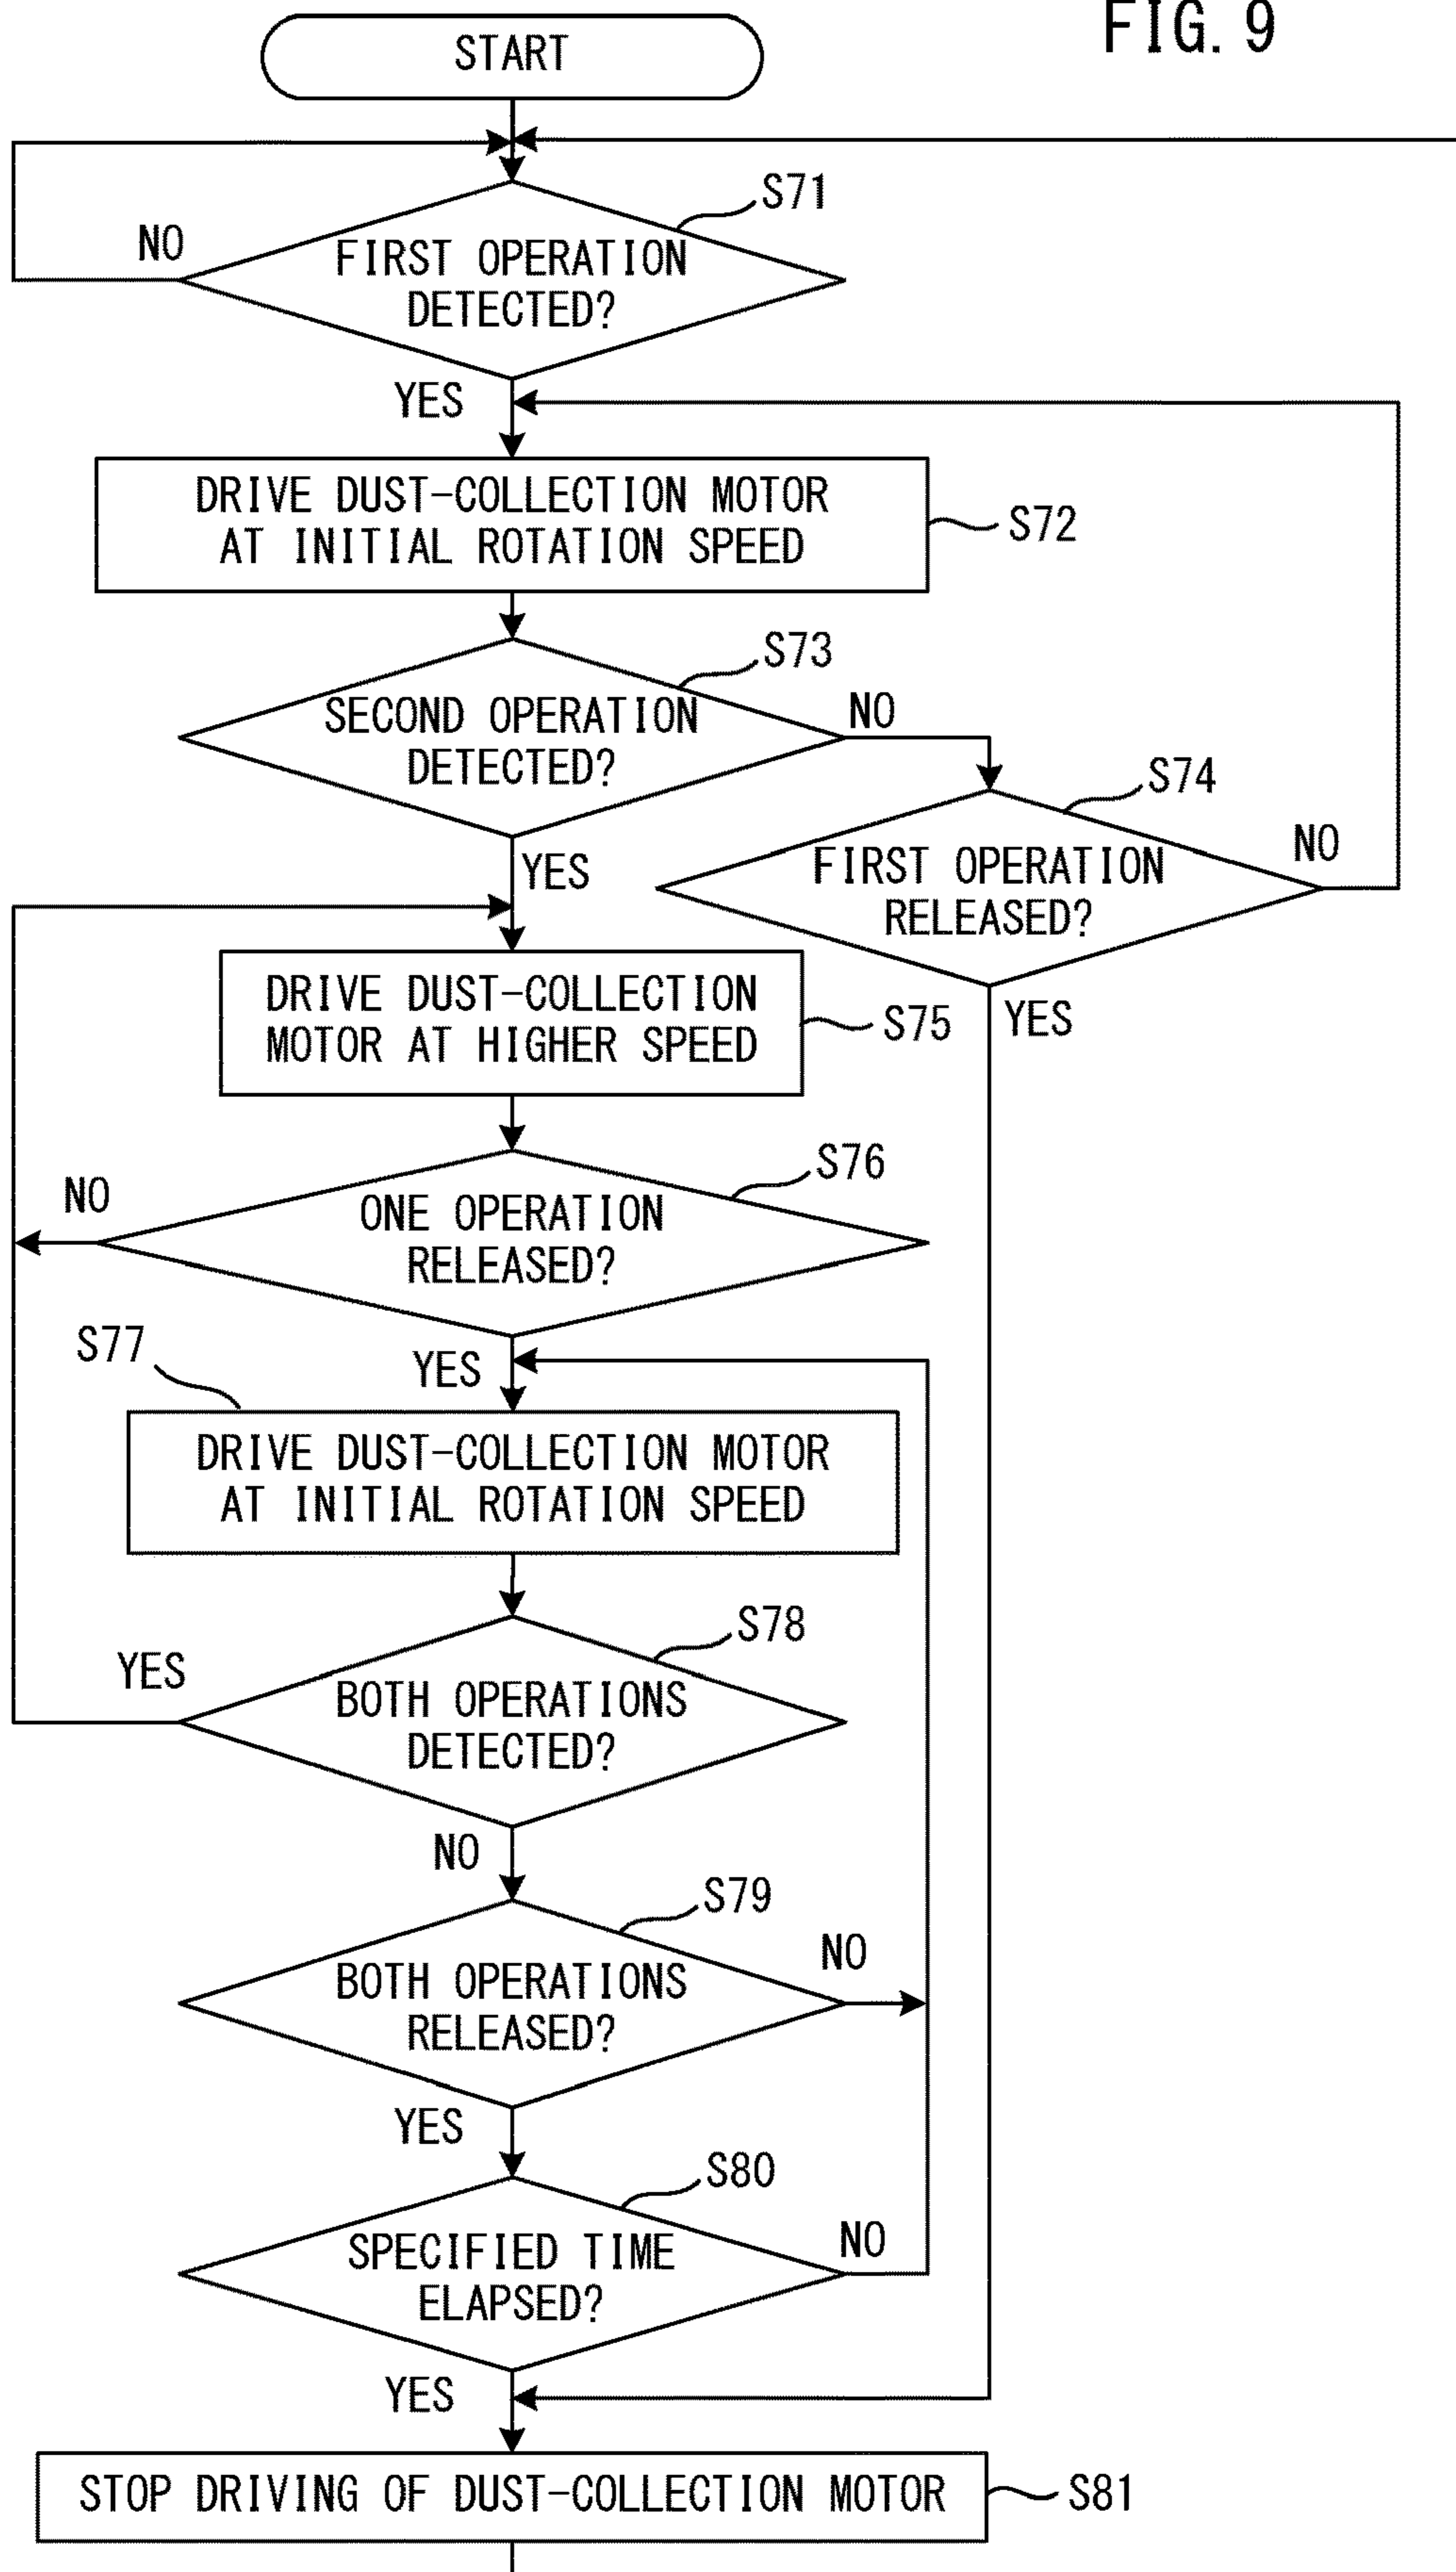 FIG. 9
START
S71
NO
FIRST OPERATION
DETECTED?
YES
DRIVE DUST-COLLECTION MOTOR
AT INITIAL ROTATION SPEED
S72
S73
SECOND OPERATION
DETECTED?
NO
S74
YES
FIRST OPERATION
RELEASED?
NO
YES
DRIVE DUST-COLLECTION
MOTOR AT HIGHER SPEED
S75
S76
NO
ONE OPERATION
RELEASED?
S77
YES
DRIVE DUST-COLLECTION MOTOR
AT INITIAL ROTATION SPEED
S78
YES
BOTH OPERATIONS
DETECTED?
NO
S79
BOTH OPERATIONS
RELEASED?
NO
YES
S80
SPECIFIED TIME
ELAPSED?
NO
YES
STOP DRIVING OF DUST-COLLECTION MOTOR
S81